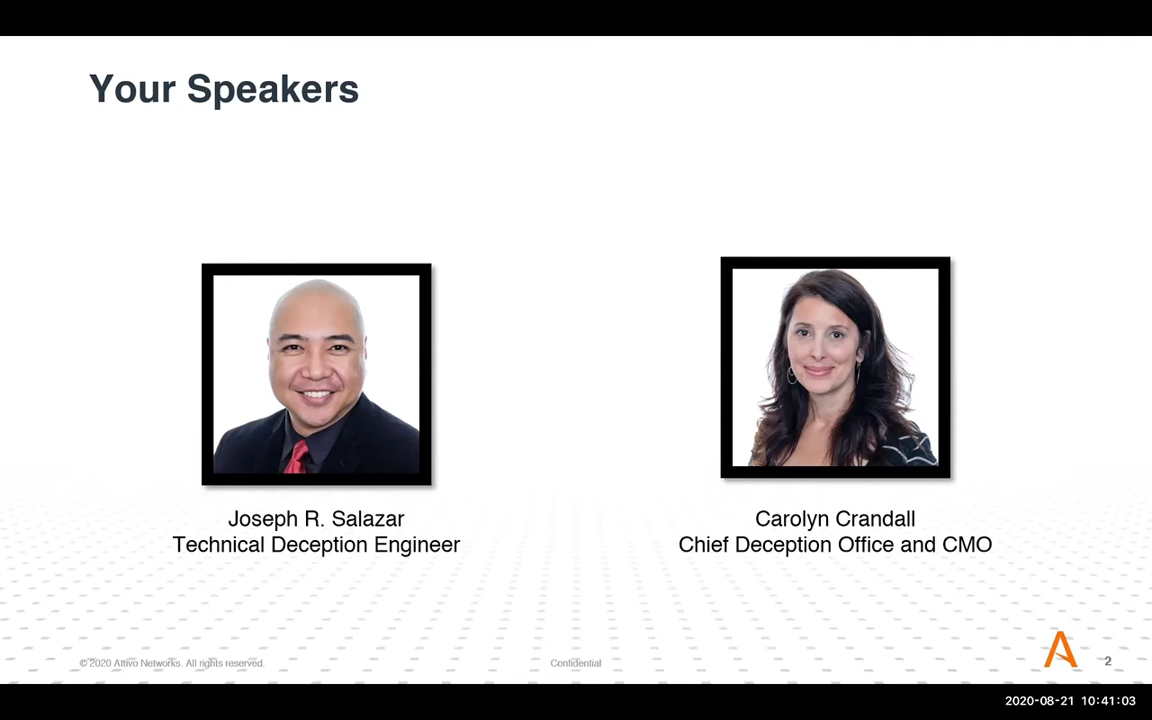 Your Speakers
Joseph R. Salazar
Technical Deception Engineer
Carolyn Crandall
Chief Deception Office and CMO
© 2020 Attivo Networks. All rights reserved.
Confidential
2
2020-08-21 10:41:03